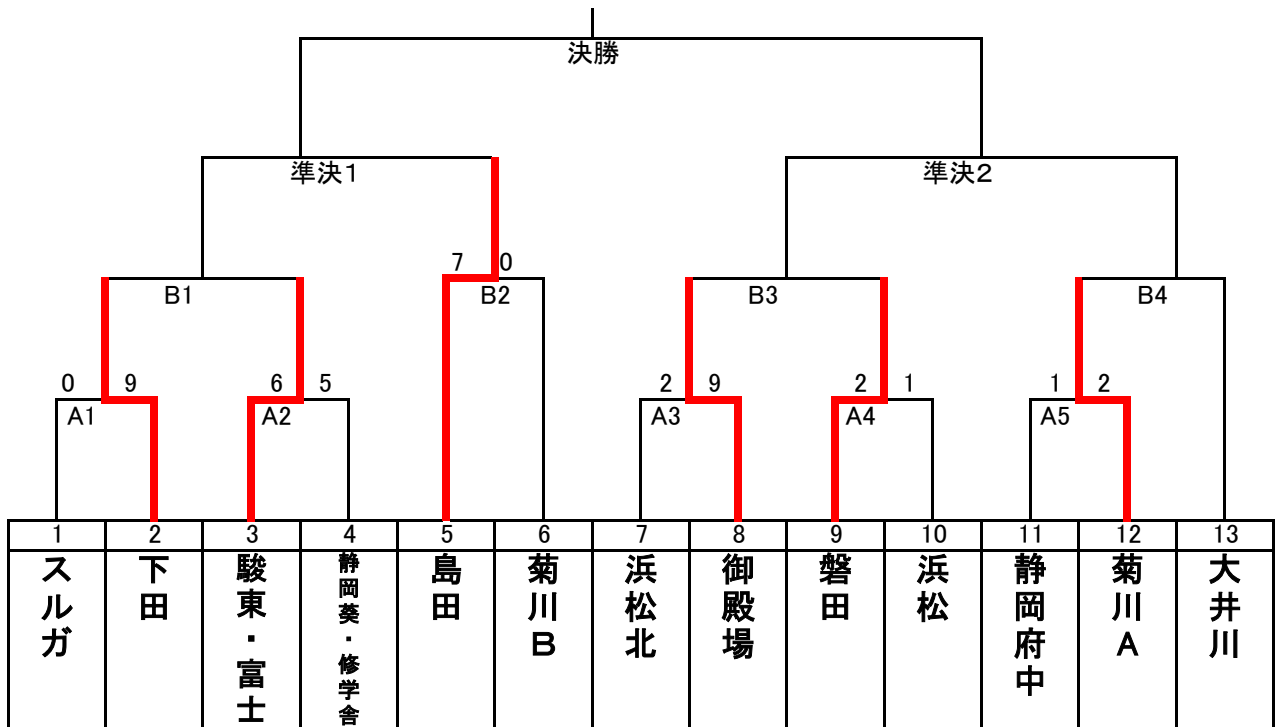 決勝
準決1
準決2
7 0
B1
B2
B3
B4
0 9
6 5
2 9
2 1
1 2
A1
A2
A3
A4
A5
1
2
3
4
5
6
7
8
9
10
11
12
13
スルガ
下田
駿東・富士
静岡葵・修学舎
島田
菊川B
浜松北
御殿場
磐田
浜松
静岡府中
菊川A
大井川